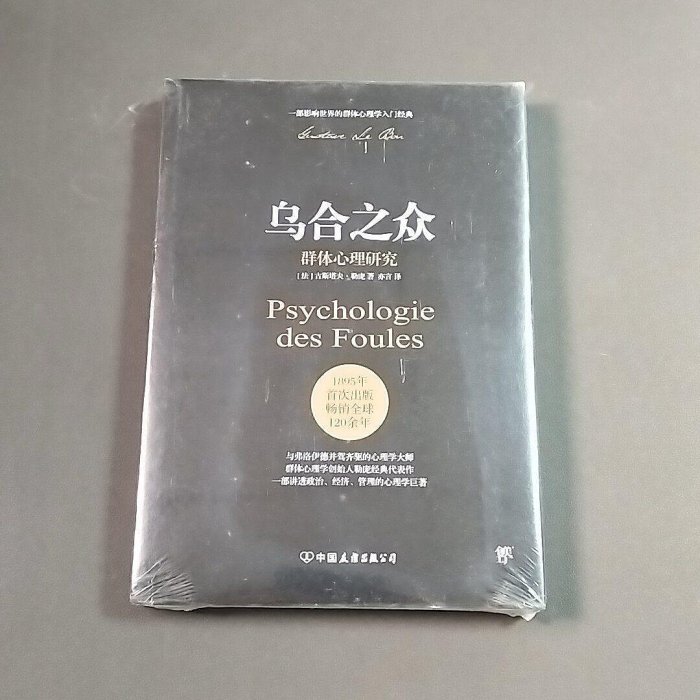 一部影响世界的群体心理学入门经典
Gustave Le Bon
乌合之众
群体心理研究
[法]古斯塔夫·勒庞 著 亦言 译
Psychologie
des Foules
1895年
首次出版
畅销全球
120余年
与弗洛伊德并驾齐驱的心理学大师
群体心理学创始人勒庞经典代表作
一部讲透政治、经济、管理的心理学巨著
中国友谊出版公司